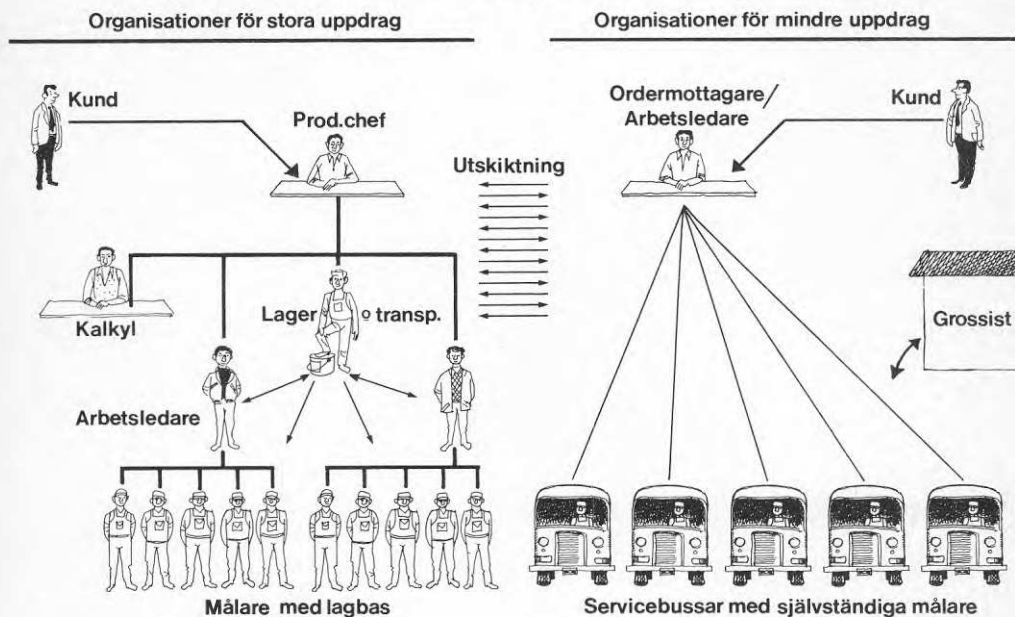 Organisationer för stora uppdrag
Kund
Prod.chef
Utskiktning
Kalkyl
Lager o transp.
Arbetsledare
Målare med lagbas
Organisationer för mindre uppdrag
Ordermottagare/
Arbetsledare
Kund
Grossist
Servicebussar med självständiga målare